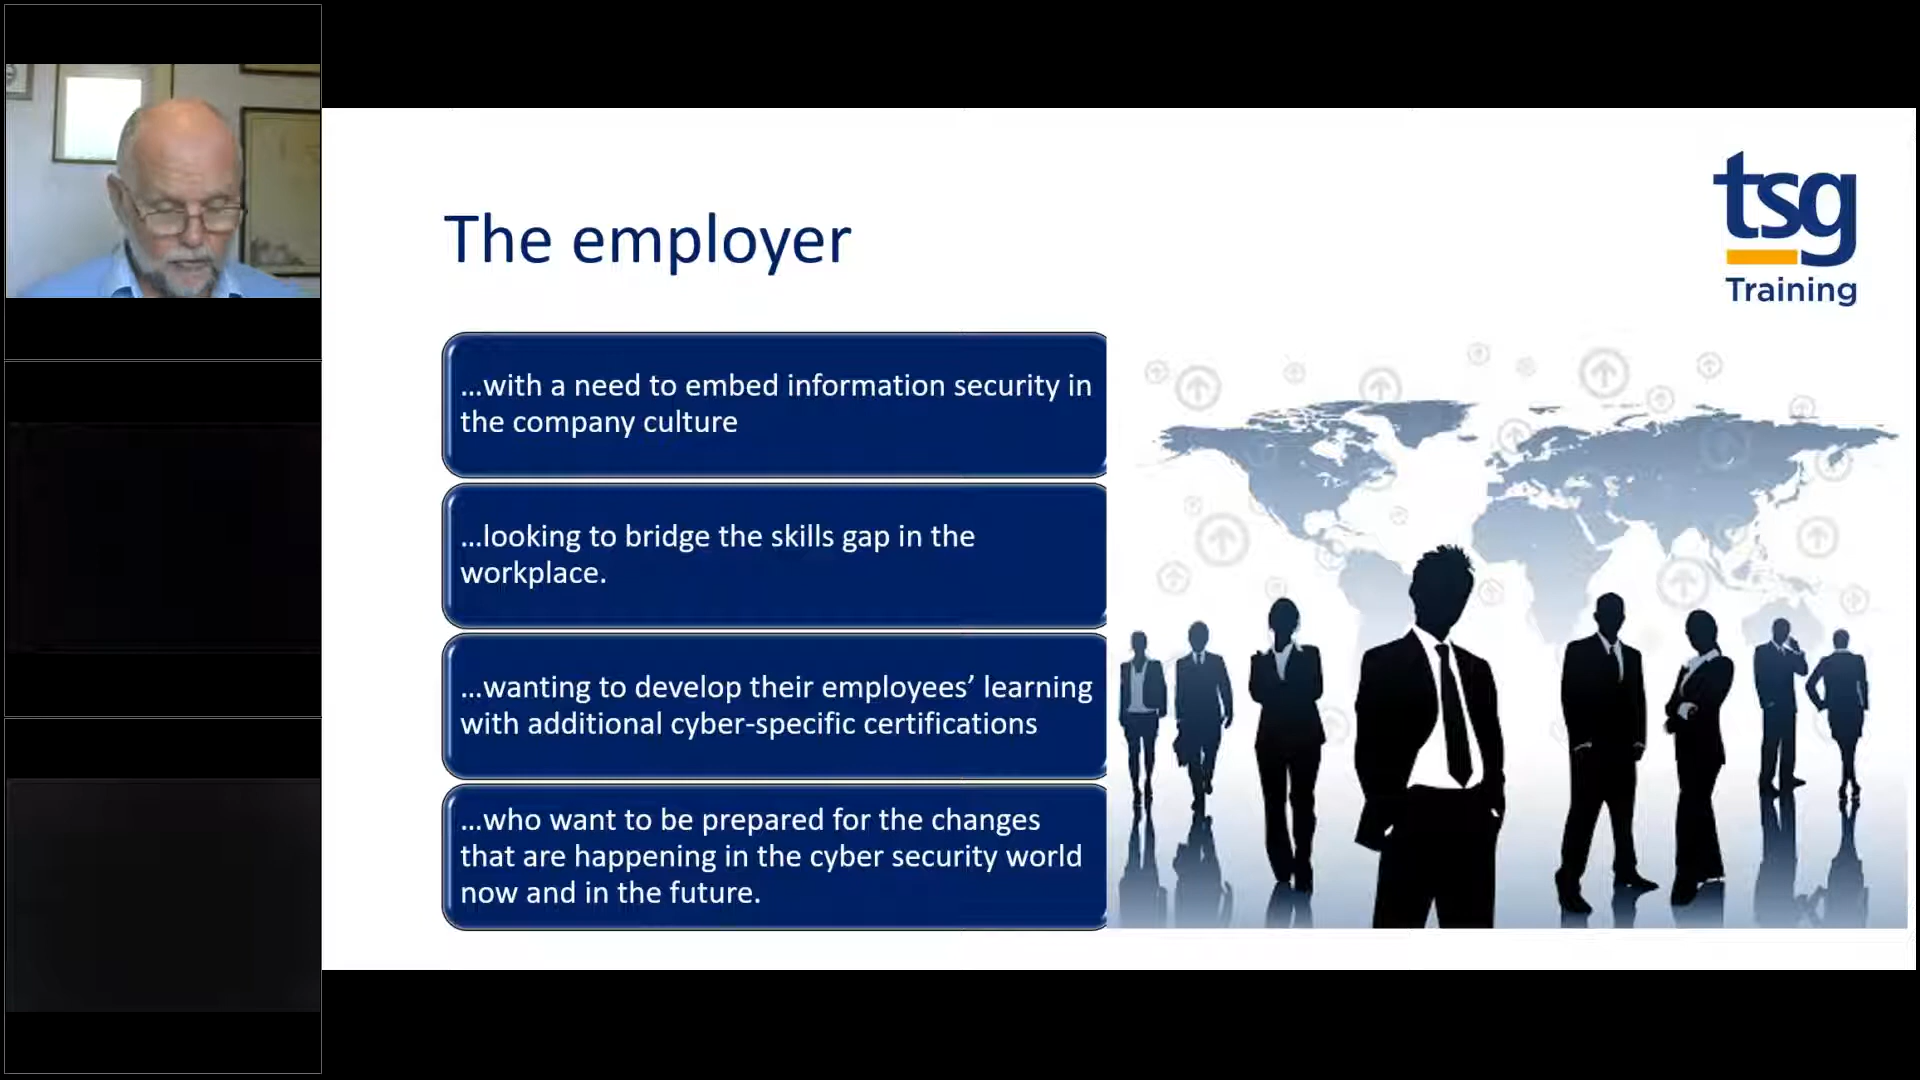 The employer
tsg
Training
...with a need to embed information security in
the company culture
...looking to bridge the skills gap in the
workplace.
...wanting to develop their employees’ learning
with additional cyber-specific certifications
...who want to be prepared for the changes
that are happening in the cyber security world
now and in the future.